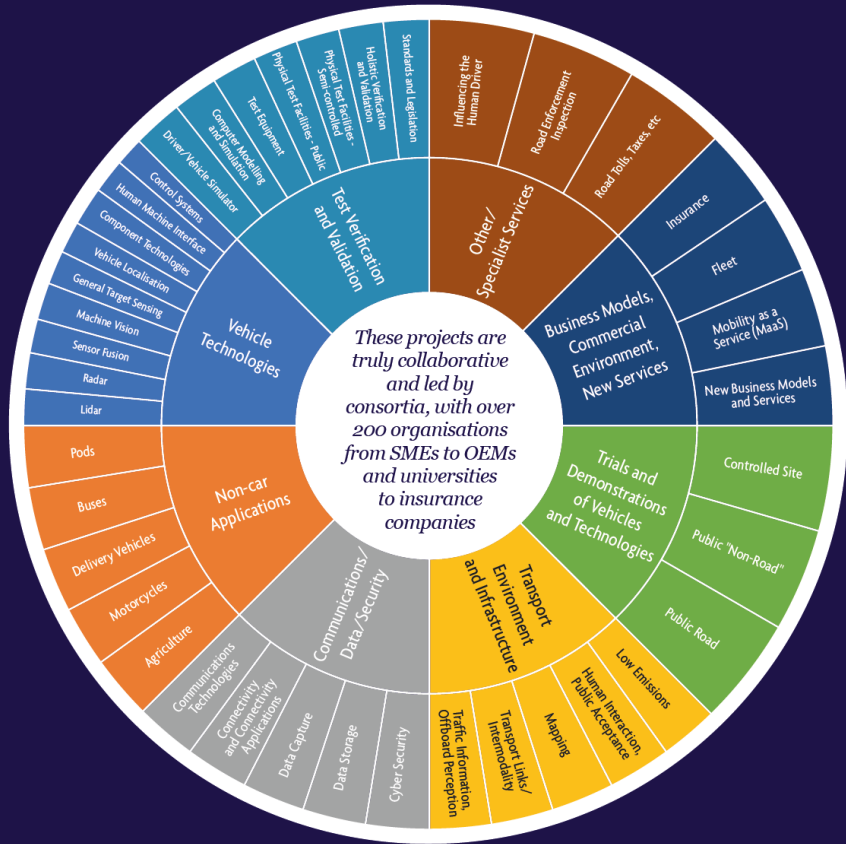 These projects are
truly collaborative
and led by
consortia, with over
200 organisations
from SMEs to OEMs
and universities
to insurance
companies
Other/
Specialist Services
Influencing the
Human Driver
Road Enforcement
Inspection
Road Tolls, Taxes, etc
Business Models,
Commercial
Environment,
New Services
Insurance
Fleet
Mobility as a
Service (MaaS)
New Business Models
and Services
Trials and
Demonstrations
of Vehicles
and Technologies
Controlled Site
Public "Non-Road"
Public Road
Transport
Environment
and Infrastructure
Low Emissions
Human Interaction,
Public Acceptance
Mapping
Transport Links/
Intermodality
Traffic Information,
Offboard Perception
Communications/
Data/Security
Cyber Security
Data Storage
Data Capture
Connectivity
and Connectivity
Applications
Communications
Technologies
Non-car
Applications
Agriculture
Motorcycles
Delivery Vehicles
Buses
Pods
Vehicle
Technologies
Lidar
Radar
Sensor Fusion
Machine Vision
General Target Sensing
Vehicle Localisation
Component Technologies
Human Machine Interface
Control Systems
Test Verification
and Validation
Driver/Vehicle Simulator
Computer Modelling
and Simulation
Test Equipment
Physical Test Facilities - Public
Physical Test Facilities -
Semi-controlled
Holistic Verification
and Validation
Standards and Legislation